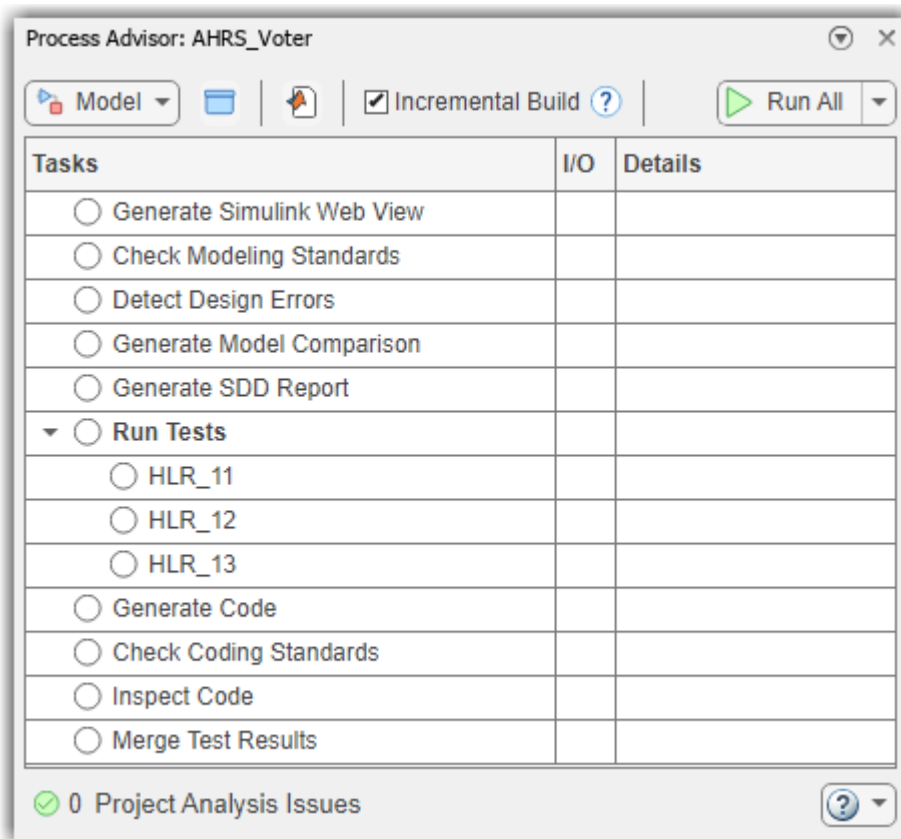 Process Advisor: AHRS_Voter
Model Incremental Build ? Run All
Tasks I/O Details
Generate Simulink Web View
Check Modeling Standards
Detect Design Errors
Generate Model Comparison
Generate SDD Report
Run Tests
HLR_11
HLR_12
HLR_13
Generate Code
Check Coding Standards
Inspect Code
Merge Test Results
0 Project Analysis Issues ?